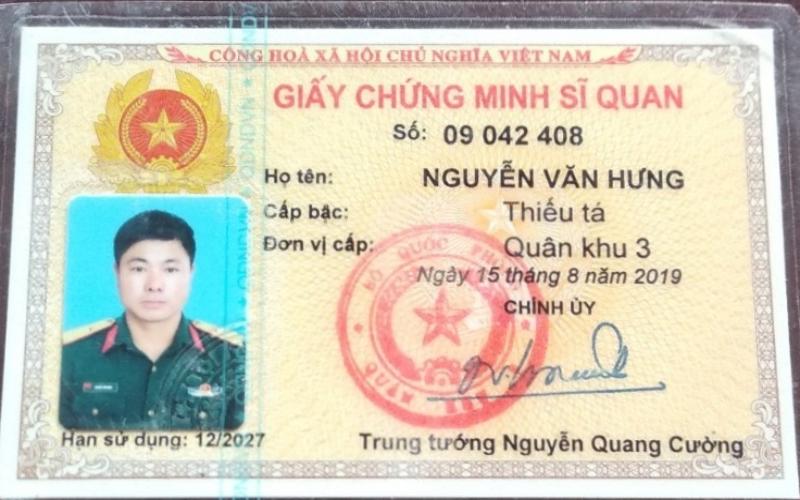 CỘNG HOÀ XÃ HỘI CHỦ NGHĨA VIỆT NAM
GIẤY CHỨNG MINH SĨ QUAN
Số: 09 042 408
Họ tên: NGUYỄN VĂN HƯNG
Cấp bậc: Thiếu tá
Đơn vị cấp: Quân khu 3
Ngày 15 tháng 8 năm 2019
CHÍNH ỦY
BỘ QUỐC PHÒNG
QUÂN
QĐNDVN
Hạn sử dụng: 12/2027
Trung tướng Nguyễn Quang Cường